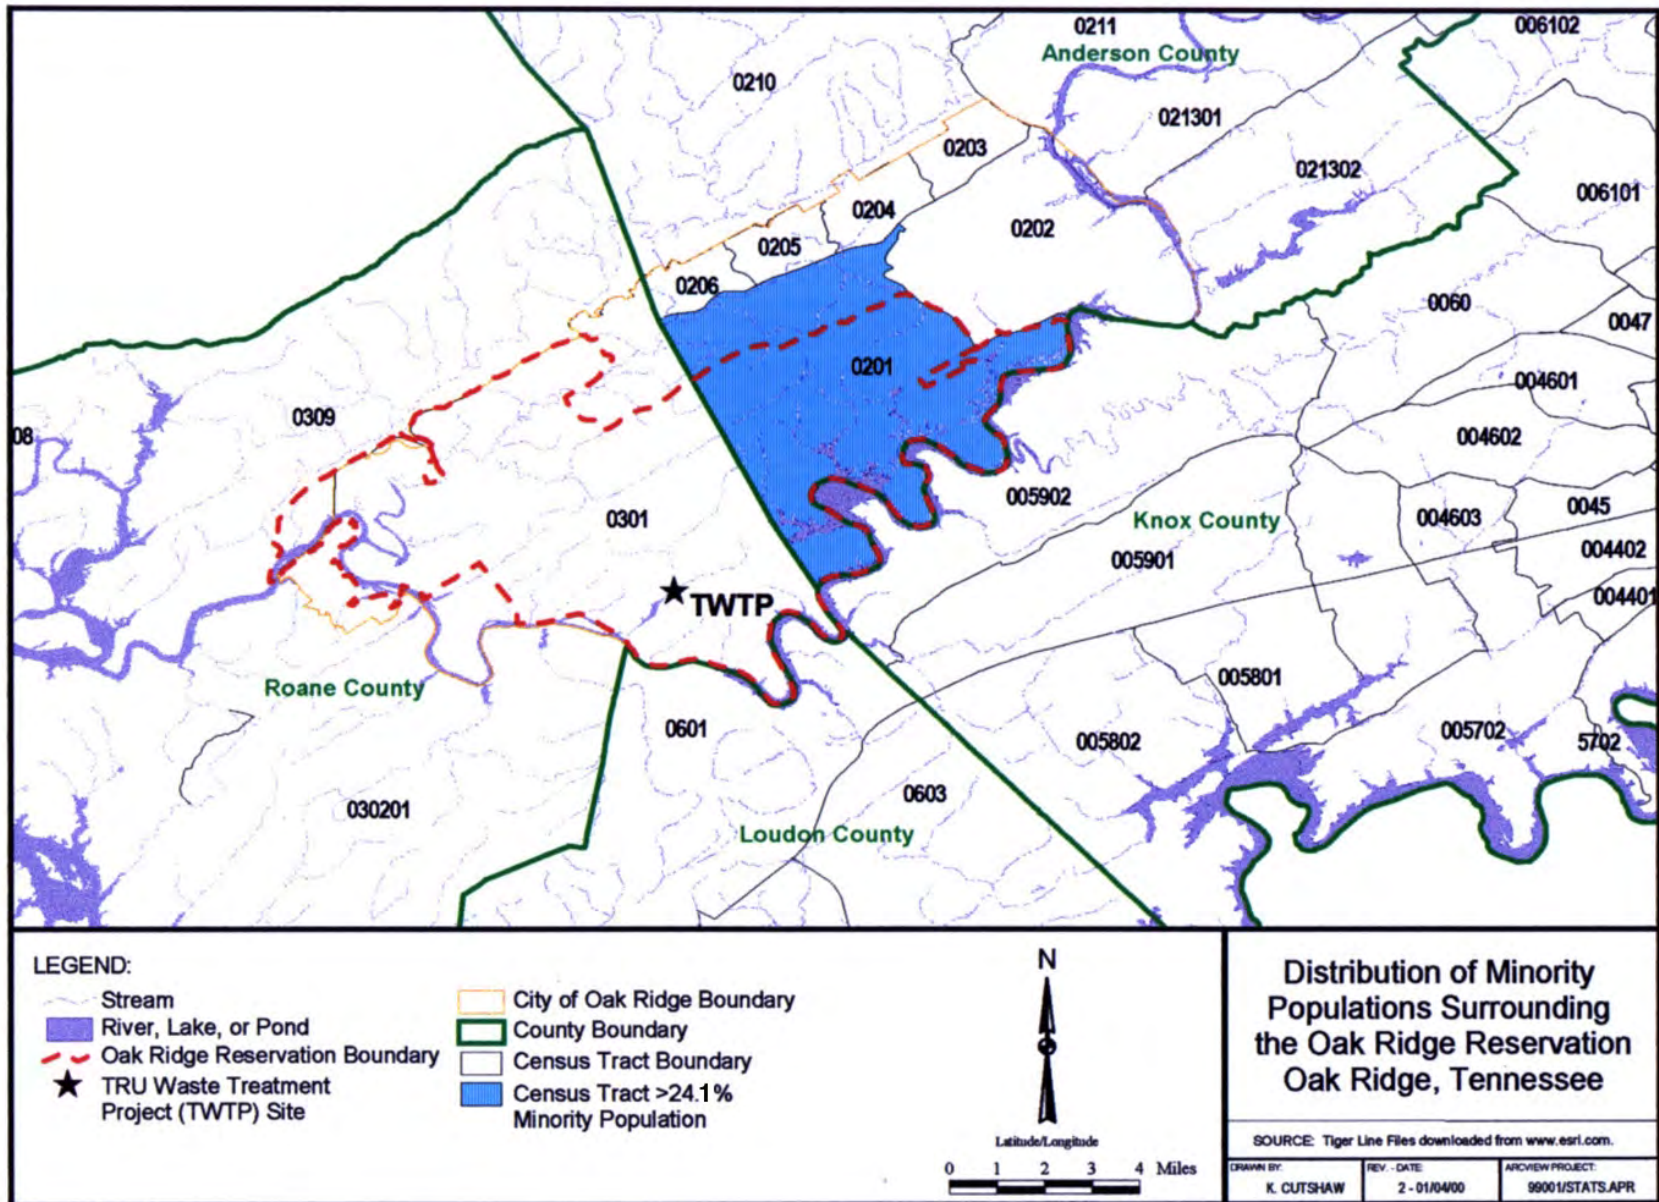 0211
006102
Anderson County
0210
021301
0203
021302
006101
0204
0202
0205
0206
0060
0047
0201
004601
0309
08
004602
005902
0301
Knox County
004603
0045
004402
005901
004401
TWTP
005801
Roane County
0601
005702
005802
5702
0603
030201
Loudon County
LEGEND:
Stream
River, Lake, or Pond
Oak Ridge Reservation Boundary
TRU Waste Treatment
Project (TWTP) Site
City of Oak Ridge Boundary
County Boundary
Census Tract Boundary
Census Tract >24.1%
Minority Population
N
Latitude/Longitude
0 1 2 3 4 Miles
Distribution of Minority
Populations Surrounding
the Oak Ridge Reservation
Oak Ridge, Tennessee
SOURCE: Tiger Line Files downloaded from www.esri.com.
DRAWN BY:
K. CUTSHAW
REV. - DATE:
2 - 01/04/00
ARCVIEW PROJECT:
99001/STATS.APR